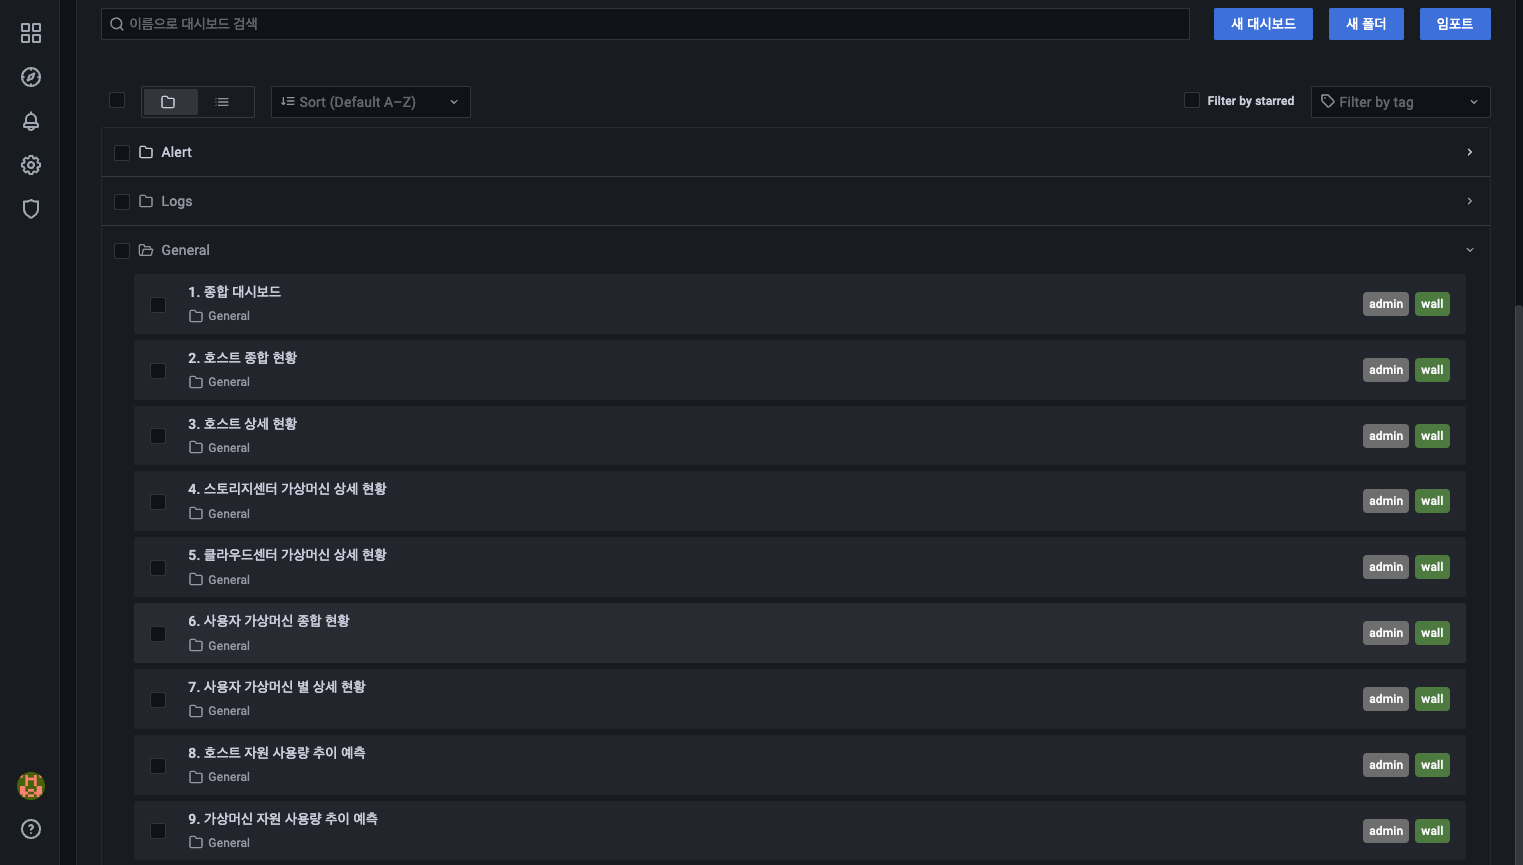 이름으로 대시보드 검색
새 대시보드
새 폴더
임포트
Sort (Default A–Z)
Filter by starred
Filter by tag
Alert
Logs
General
1. 종합 대시보드
General
admin wall
2. 호스트 종합 현황
General
admin wall
3. 호스트 상세 현황
General
admin wall
4. 스토리지센터 가상머신 상세 현황
General
admin wall
5. 클라우드센터 가상머신 상세 현황
General
admin wall
6. 사용자 가상머신 종합 현황
General
admin wall
7. 사용자 가상머신 별 상세 현황
General
admin wall
8. 호스트 자원 사용량 추이 예측
General
admin wall
9. 가상머신 자원 사용량 추이 예측
General
admin wall